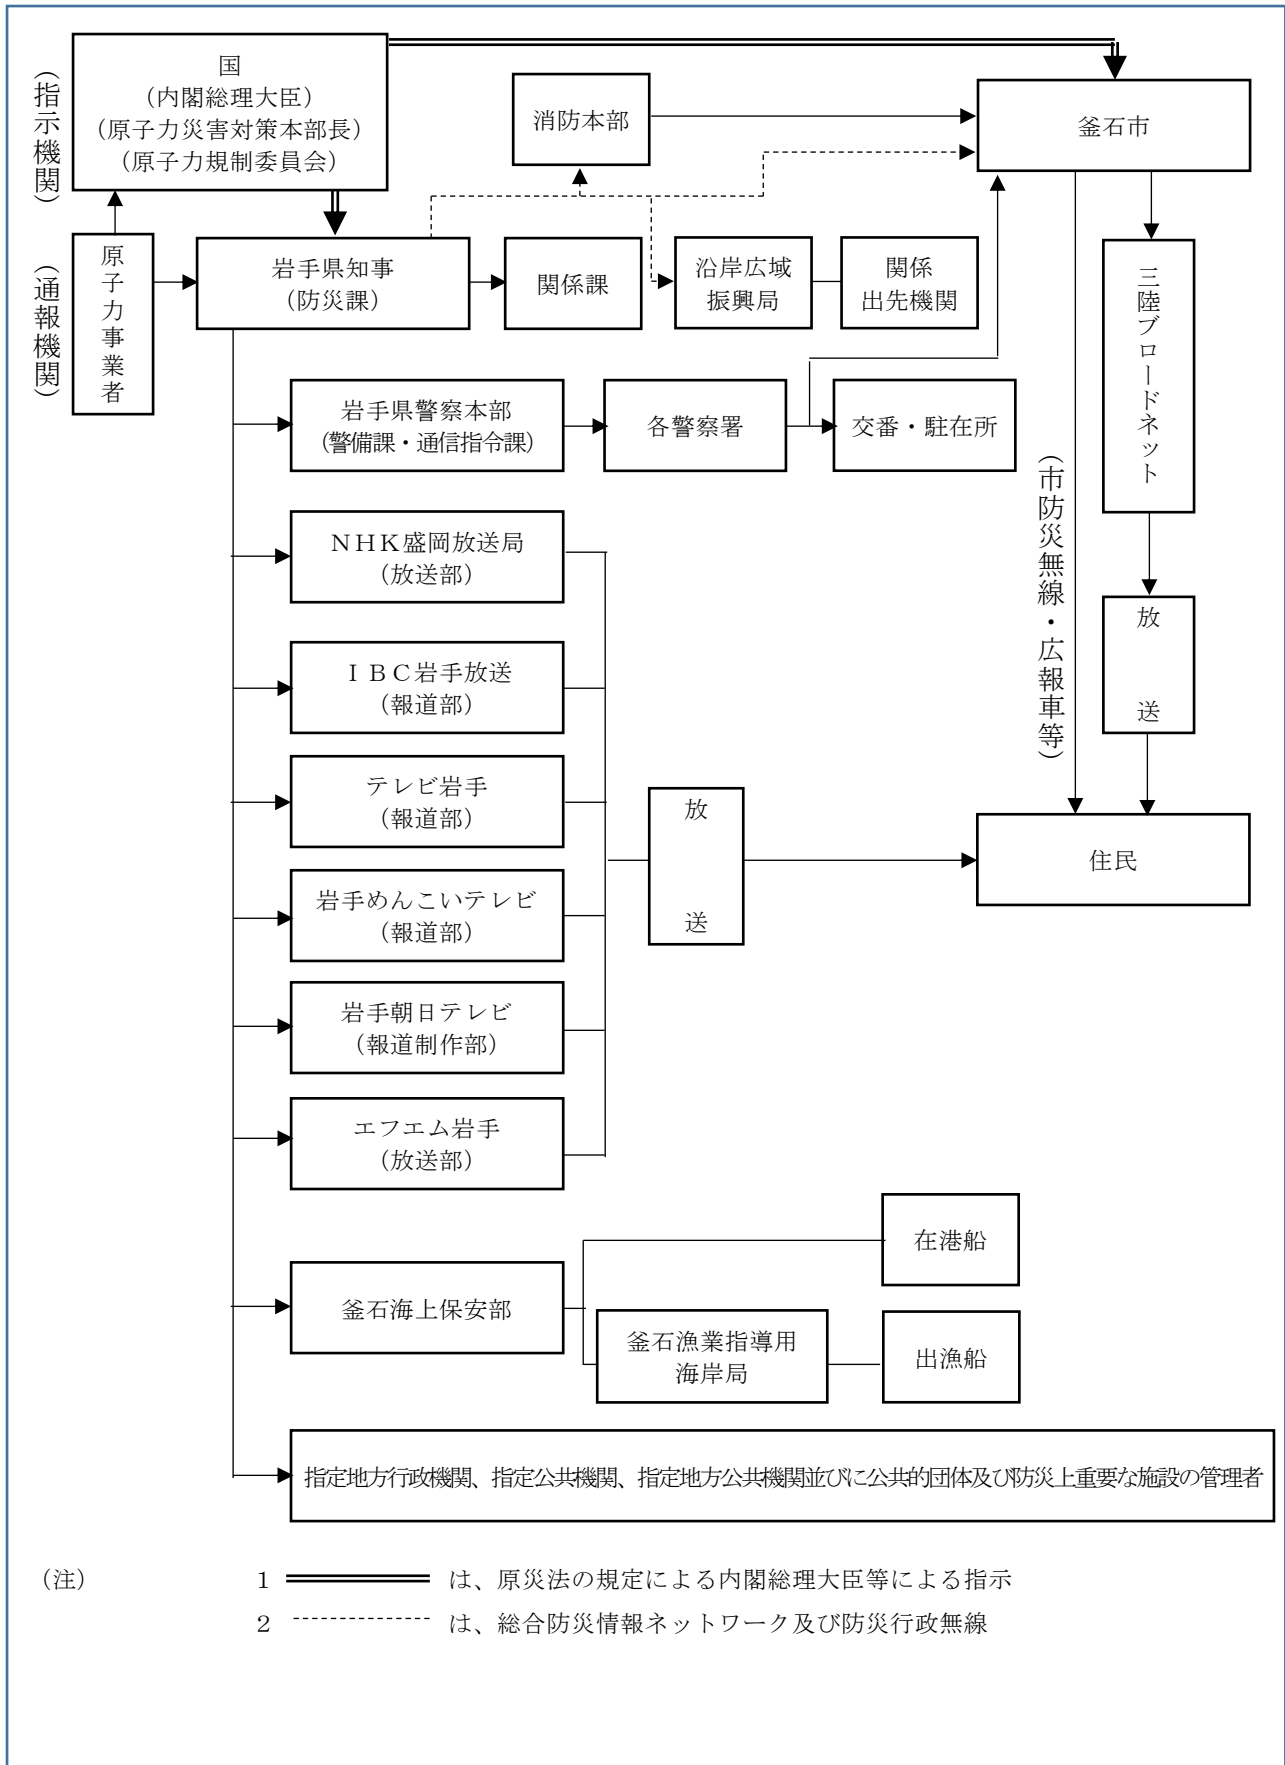 (指示機関)
国
(内閣総理大臣)
(原子力災害対策本部長)
(原子力規制委員会)
消防本部
釜石市
(通報機関)
原子力事業者
岩手県知事
(防災課)
関係課
沿岸広域
振興局
関係
出先機関
三陸ブロードネット
岩手県警察本部
(警備課・通信指令課)
各警察署
交番・駐在所
(市防災無線・広報車等)
NHK盛岡放送局
(放送部)
放送
IBC岩手放送
(報道部)
テレビ岩手
(報道部)
放送
住民
岩手めんこいテレビ
(報道部)
岩手朝日テレビ
(報道制作部)
エフエム岩手
(放送部)
在港船
釜石海上保安部
釜石漁業指導用
海岸局
出漁船
指定地方行政機関、指定公共機関、指定地方公共機関並びに公共的団体及び防災上重要な施設の管理者
(注) 1 は、原災法の規定による内閣総理大臣等による指示
2 は、総合防災情報ネットワーク及び防災行政無線